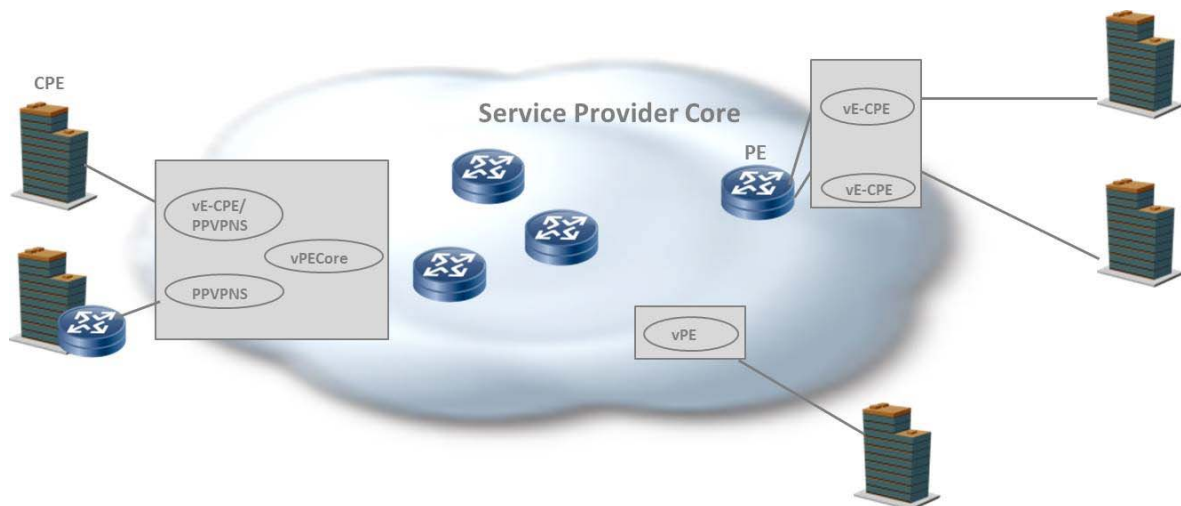 CPE
Service Provider Core
PE
vE-CPE
vE-CPE
vE-CPE/
PPVPNS
vPECore
PPVPNS
vPE